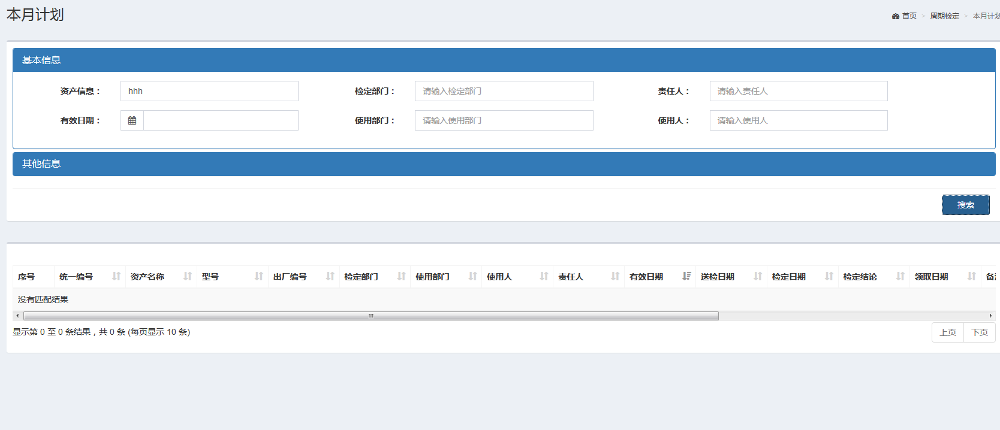 本月计划
首页 > 周期检定 > 本月计划
基本信息
资产信息： hhh 检定部门： 请输入检定部门 责任人： 请输入责任人
有效日期： 使用部门： 请输入使用部门 使用人： 请输入使用人
其他信息
搜索
序号 统一编号 资产名称 型号 出厂编号 检定部门 使用部门 使用人 责任人 有效日期 送检日期 检定日期 检定结论 领取日期 备
没有匹配结果
显示第 0 至 0 条结果，共 0 条 (每页显示 10 条) 上页 下页